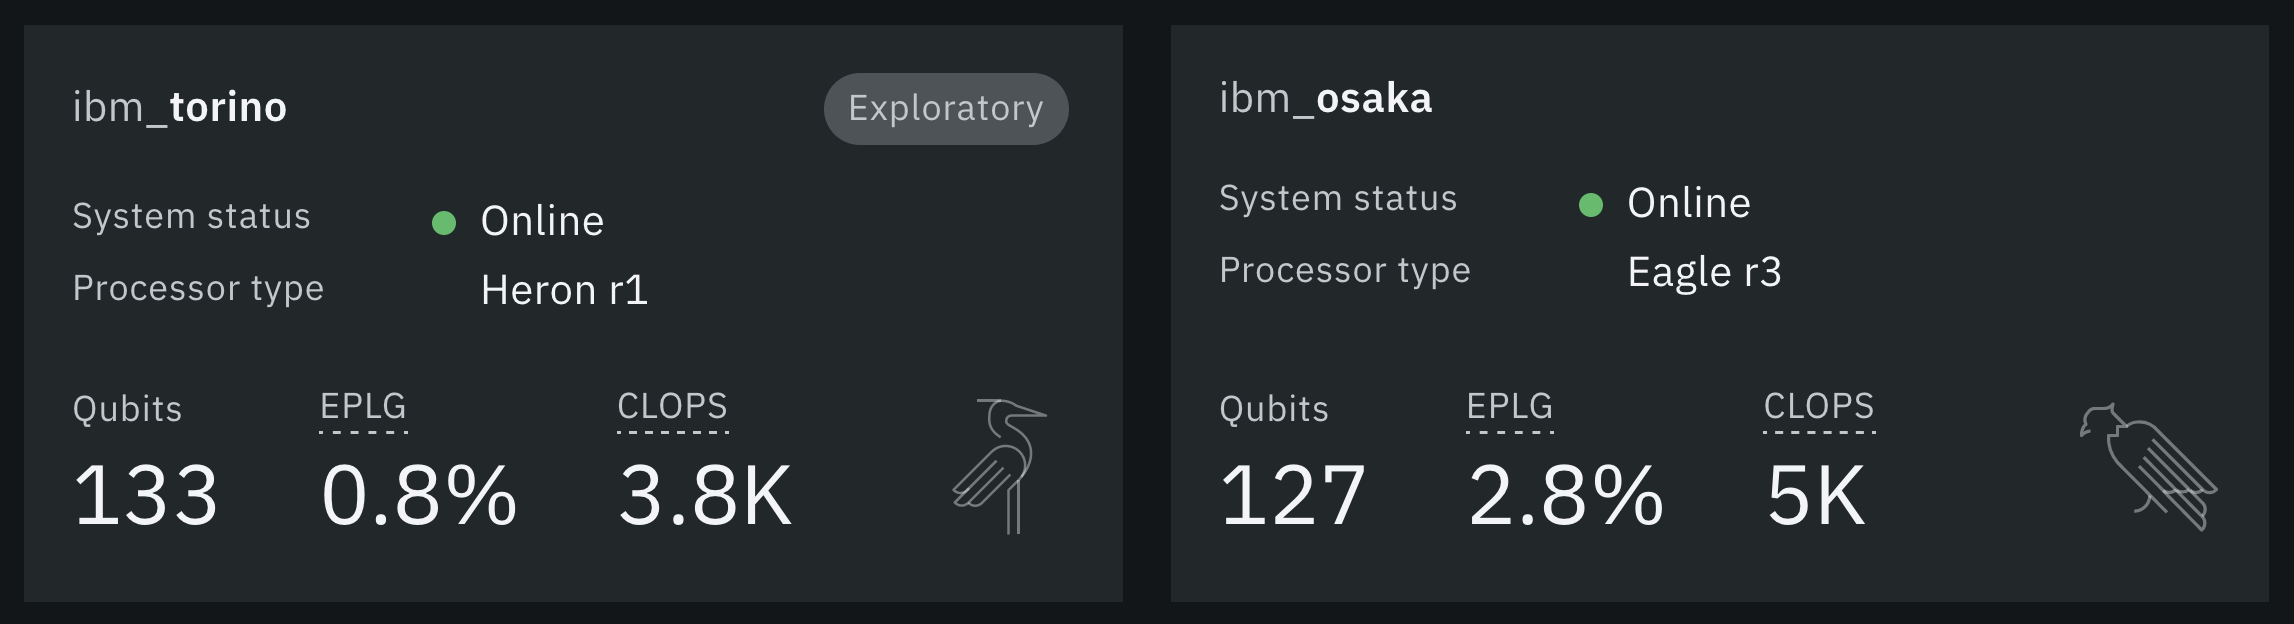 ibm_torino
Exploratory
System status Online
Processor type Heron r1
Qubits EPLG CLOPS
133 0.8% 3.8K
ibm_osaka
System status Online
Processor type Eagle r3
Qubits EPLG CLOPS
127 2.8% 5K